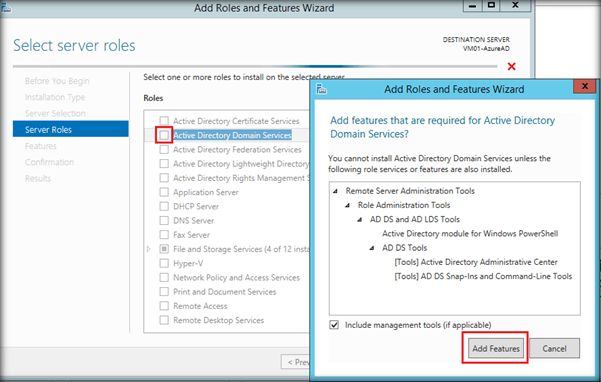 Add Roles and Features Wizard
Select server roles
DESTINATION SERVER
VM01-AzureAD
Before You Begin
Installation Type
Server Selection
Server Roles
Features
Confirmation
Results
Select one or more roles to install on the selected server.
Roles
Active Directory Certificate Services
Active Directory Domain Services
Active Directory Federation Services
Active Directory Lightweight Directory
Active Directory Rights Management S
Application Server
DHCP Server
DNS Server
Fax Server
File and Storage Services (4 of 12 insta
Hyper-V
Network Policy and Access Services
Print and Document Services
Remote Access
Remote Desktop Services
< Prev
Add Roles and Features Wizard
Add features that are required for Active Directory
Domain Services?
You cannot install Active Directory Domain Services unless the
following role services or features are also installed.
Remote Server Administration Tools
Role Administration Tools
AD DS and AD LDS Tools
Active Directory module for Windows PowerShell
AD DS Tools
[Tools] Active Directory Administrative Center
[Tools] AD DS Snap-Ins and Command-Line Tools
Include management tools (if applicable)
Add Features
Cancel